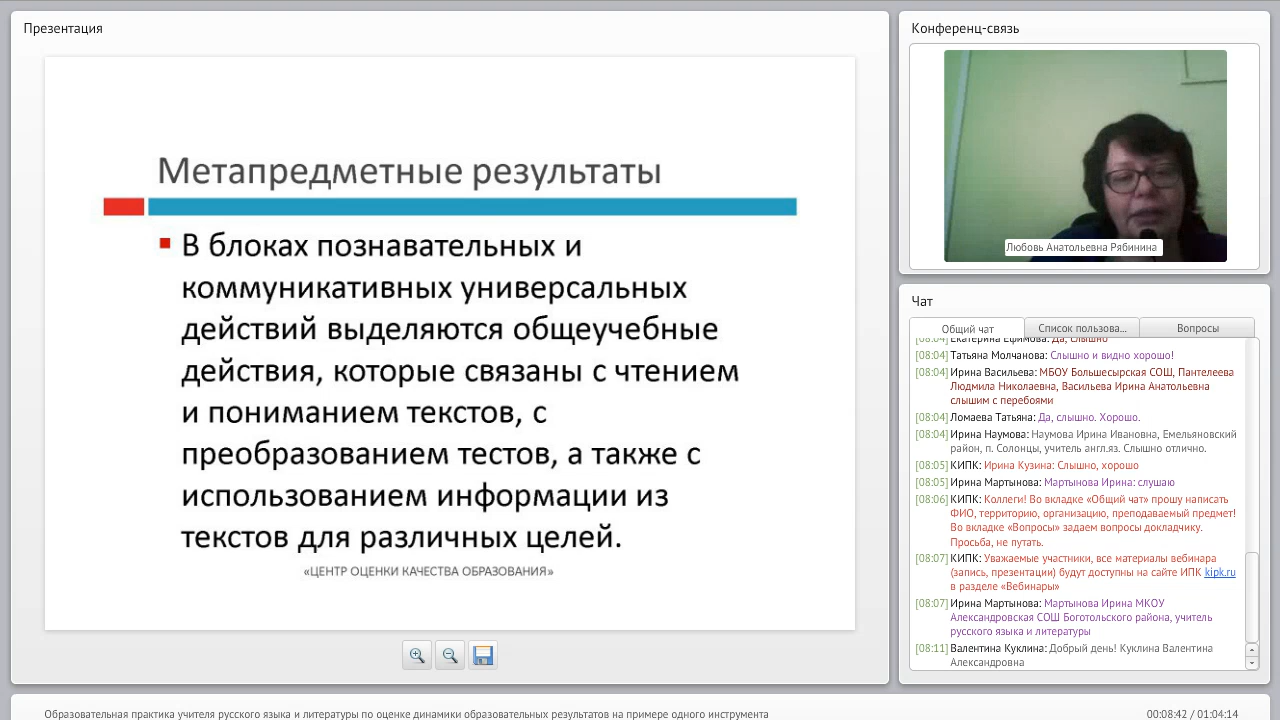 Презентация
Метапредметные результаты
В блоках познавательных и
коммуникативных универсальных
действий выделяются общеучебные
действия, которые связаны с чтением
и пониманием текстов, с
преобразованием тестов, а также с
использованием информации из
текстов для различных целей.
«ЦЕНТР ОЦЕНКИ КАЧЕСТВА ОБРАЗОВАНИЯ»
Конференц-связь
Любовь Анатольевна Рябинина
Чат
Общий чат
Список пользова...
Вопросы
[08:04] Екатерина Ефимова: Да, слышно
[08:04] Татьяна Молчанова: Слышно и видно хорошо!
[08:04] Ирина Васильева: МБОУ Большесырская СОШ, Пантелеева
Людмила Николаевна, Васильева Ирина Анатольевна
слышим с перебоями
[08:04] Ломаева Татьяна: Да, слышно. Хорошо.
[08:04] Ирина Наумова: Наумова Ирина Ивановна, Емельяновский
район, п. Солонцы, учитель англ.яз. Слышно отлично.
[08:05] КИПК: Ирина Кузина: Слышно, хорошо
[08:05] Ирина Мартынова: Мартынова Ирина: слушаю
[08:06] КИПК: Коллеги! Во вкладке «Общий чат» прошу написать
ФИО, территорию, организацию, преподаваемый предмет!
Во вкладке «Вопросы» задаем вопросы докладчику.
Просьба, не путать.
[08:07] КИПК: Уважаемые участники, все материалы вебинара
(запись, презентации) будут доступны на сайте ИПК kipk.ru
в разделе «Вебинары»
[08:07] Ирина Мартынова: Мартынова Ирина МКОУ
Александровская СОШ Боготольского района, учитель
русского языка и литературы
[08:11] Валентина Куклина: Добрый день! Куклина Валентина
Александровна
Образовательная практика учителя русского языка и литературы по оценке динамики образовательных результатов на примере одного инструмента
00:08:42 / 01:04:14